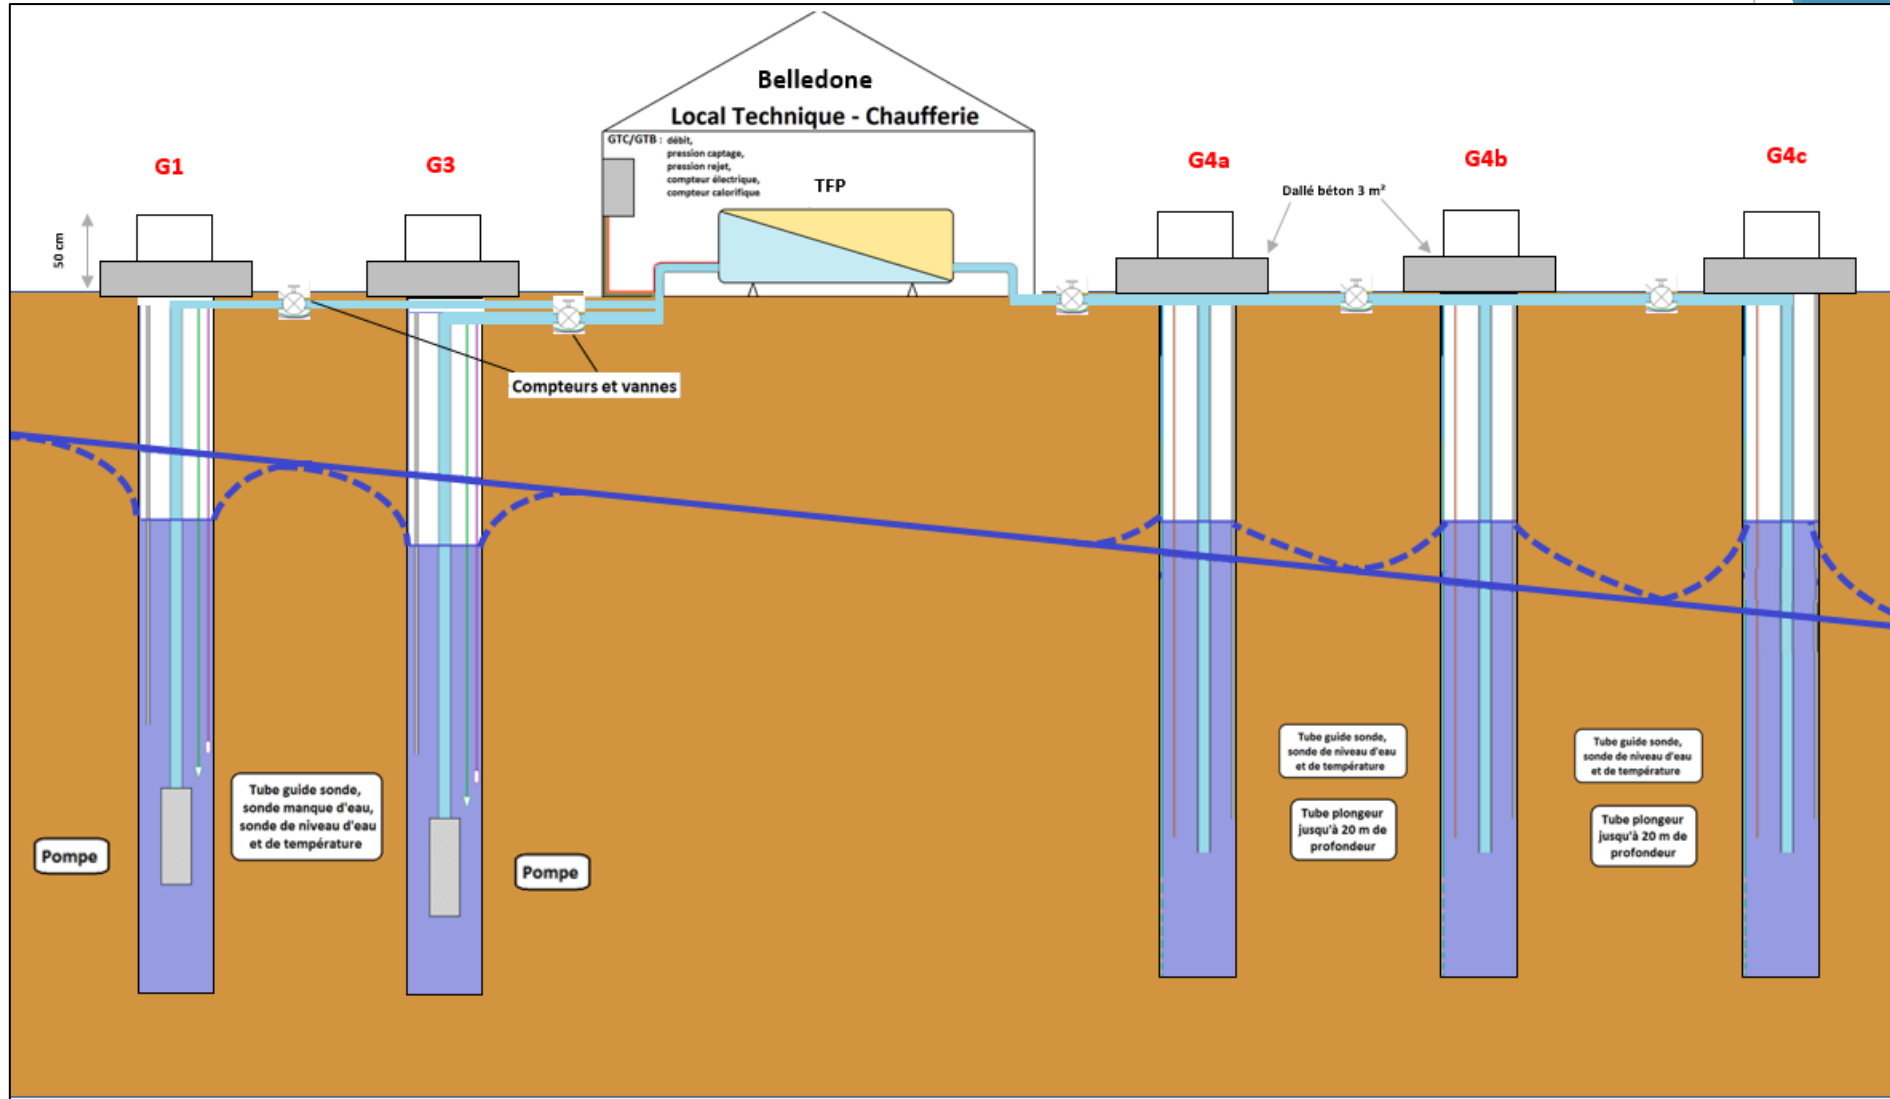 Belledone
Local Technique - Chaufferie
GTC/GTB : débit,
pression captage,
pression rejet,
compteur électrique,
compteur calorifique
TFP
G1
G3
G4a
G4b
G4c
Dallé béton 3 m²
50 cm
Compteurs et vannes
Tube guide sonde,
sonde manque d'eau,
sonde de niveau d'eau
et de température
Pompe
Pompe
Tube guide sonde,
sonde de niveau d'eau
et de température
Tube plongeur
jusqu'à 20 m de
profondeur
Tube guide sonde,
sonde de niveau d'eau
et de température
Tube plongeur
jusqu'à 20 m de
profondeur